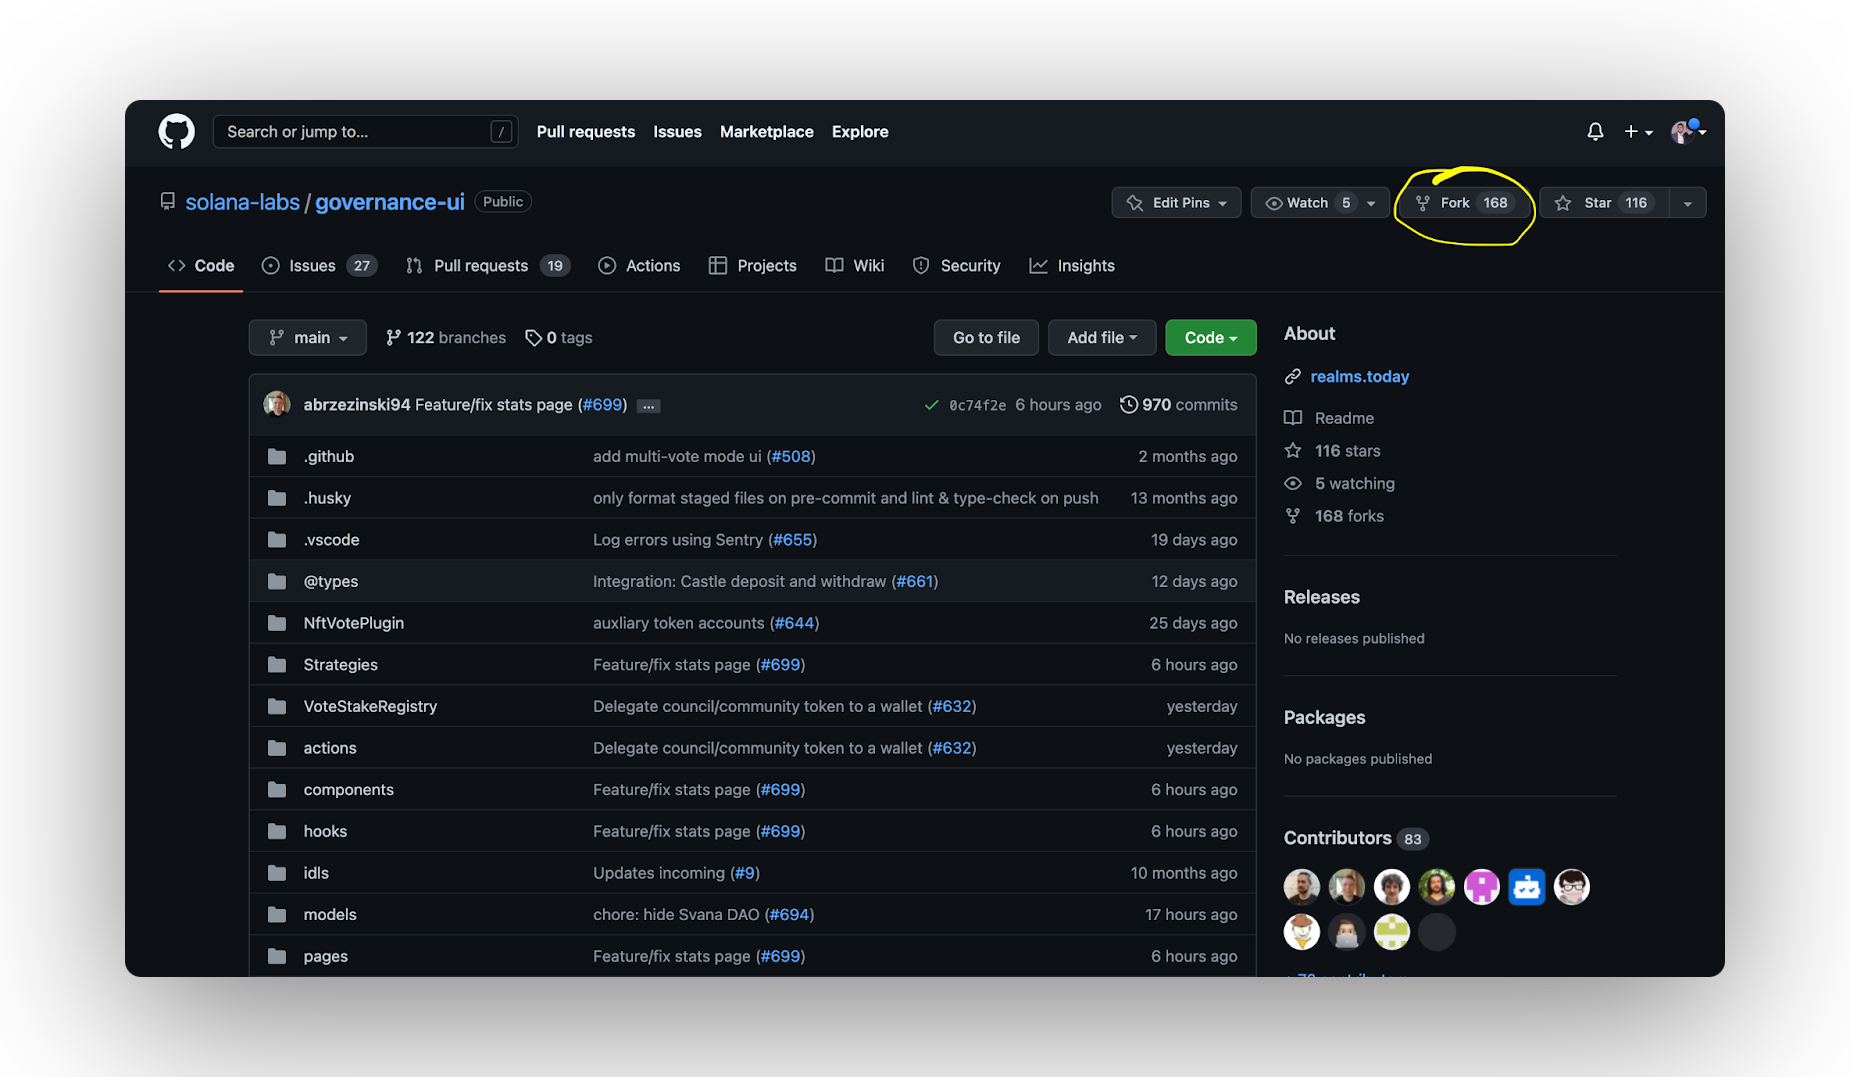 Search or jump to... /
Pull requests Issues Marketplace Explore
solana-labs / governance-ui Public
Edit Pins Watch 5 Fork 168 Star 116
Code Issues 27 Pull requests 19 Actions Projects Wiki Security Insights
main 122 branches 0 tags
Go to file Add file Code
abrzezinski94 Feature/fix stats page (#699) ... 0c74f2e 6 hours ago 970 commits
.github add multi-vote mode ui (#508) 2 months ago
.husky only format staged files on pre-commit and lint & type-check on push 13 months ago
.vscode Log errors using Sentry (#655) 19 days ago
@types Integration: Castle deposit and withdraw (#661) 12 days ago
NftVotePlugin auxliary token accounts (#644) 25 days ago
Strategies Feature/fix stats page (#699) 6 hours ago
VoteStakeRegistry Delegate council/community token to a wallet (#632) yesterday
actions Delegate council/community token to a wallet (#632) yesterday
components Feature/fix stats page (#699) 6 hours ago
hooks Feature/fix stats page (#699) 6 hours ago
idls Updates incoming (#9) 10 months ago
models chore: hide Svana DAO (#694) 17 hours ago
pages Feature/fix stats page (#699) 6 hours ago
About
realms.today
Readme
116 stars
5 watching
168 forks
Releases
No releases published
Packages
No packages published
Contributors 83